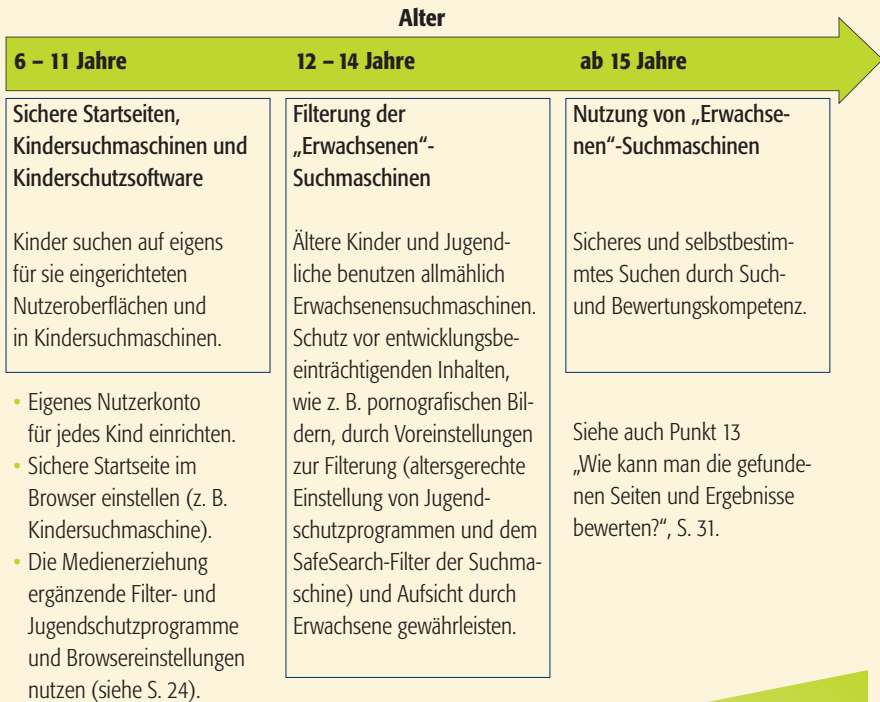 Alter
6 – 11 Jahre
12 – 14 Jahre
ab 15 Jahre
Sichere Startseiten,
Kindersuchmaschinen und
Kinderschutzsoftware
Kinder suchen auf eigens
für sie eingerichteten
Nutzeroberflächen und
in Kindersuchmaschinen.
• Eigenes Nutzerkonto
für jedes Kind einrichten.
• Sichere Startseite im
Browser einstellen (z. B.
Kindersuchmaschine).
• Die Medienerziehung
ergänzende Filter- und
Jugendschutzprogramme
und Browsereinstellungen
nutzen (siehe S. 24).
Filterung der
„Erwachsenen“-
Suchmaschinen
Ältere Kinder und Jugend-
liche benutzen allmählich
Erwachsenensuchmaschinen.
Schutz vor entwicklungsbe-
einträchtigenden Inhalten,
wie z. B. pornografischen Bil-
dern, durch Voreinstellungen
zur Filterung (altersgerechte
Einstellung von Jugend-
schutzprogrammen und dem
SafeSearch-Filter der Suchma-
schine) und Aufsicht durch
Erwachsene gewährleisten.
Nutzung von „Erwachse-
nen“-Suchmaschinen
Sicheres und selbstbestim-
mtes Suchen durch Such-
und Bewertungskompetenz.
Siehe auch Punkt 13
„Wie kann man die gefunde-
nen Seiten und Ergebnisse
bewerten?“, S. 31.